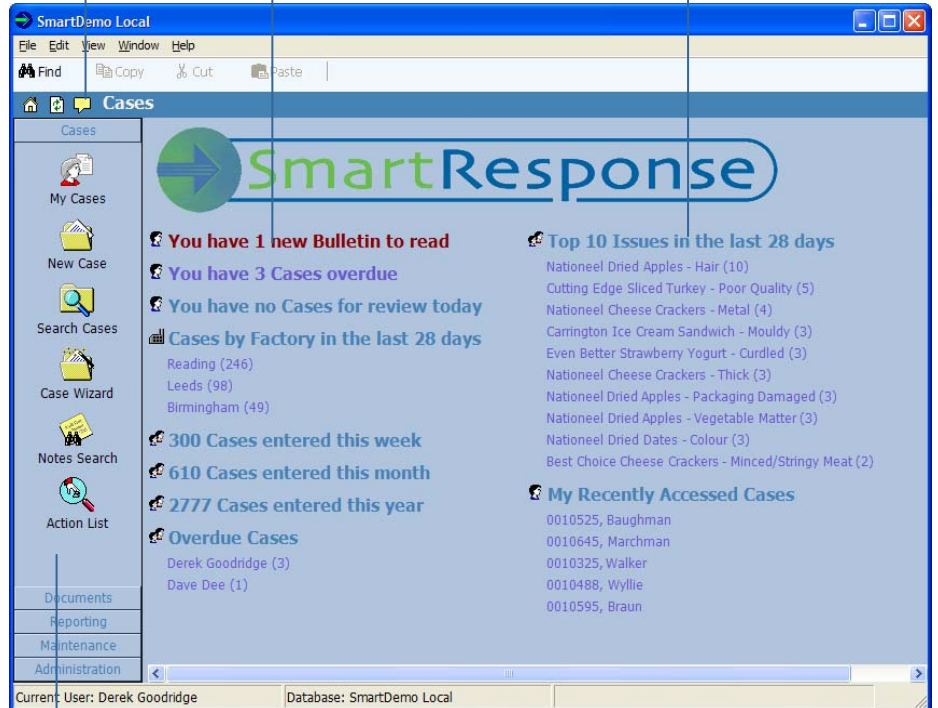 SmartDemo Local
File Edit View Window Help
Find Copy Cut Paste
Cases
Cases
My Cases
New Case
Search Cases
Case Wizard
Notes Search
Action List
Documents
Reporting
Maintenance
Administration
SmartResponse
You have 1 new Bulletin to read
You have 3 Cases overdue
You have no Cases for review today
Cases by Factory in the last 28 days
Reading (246)
Leeds (98)
Birmingham (49)
300 Cases entered this week
610 Cases entered this month
2777 Cases entered this year
Overdue Cases
Derek Goodridge (3)
Dave Dee (1)
Top 10 Issues in the last 28 days
Nationeel Dried Apples - Hair (10)
Cutting Edge Sliced Turkey - Poor Quality (5)
Nationeel Cheese Crackers - Metal (4)
Carrington Ice Cream Sandwich - Mouldy (3)
Even Better Strawberry Yogurt - Curdled (3)
Nationeel Cheese Crackers - Thick (3)
Nationeel Dried Apples - Packaging Damaged (3)
Nationeel Dried Apples - Vegetable Matter (3)
Nationeel Dried Dates - Colour (3)
Best Choice Cheese Crackers - Minced/Stringy Meat (2)
My Recently Accessed Cases
0010525, Baughman
0010645, Marchman
0010325, Walker
0010488, Wyllie
0010595, Braun
Current User: Derek Goodridge
Database: SmartDemo Local